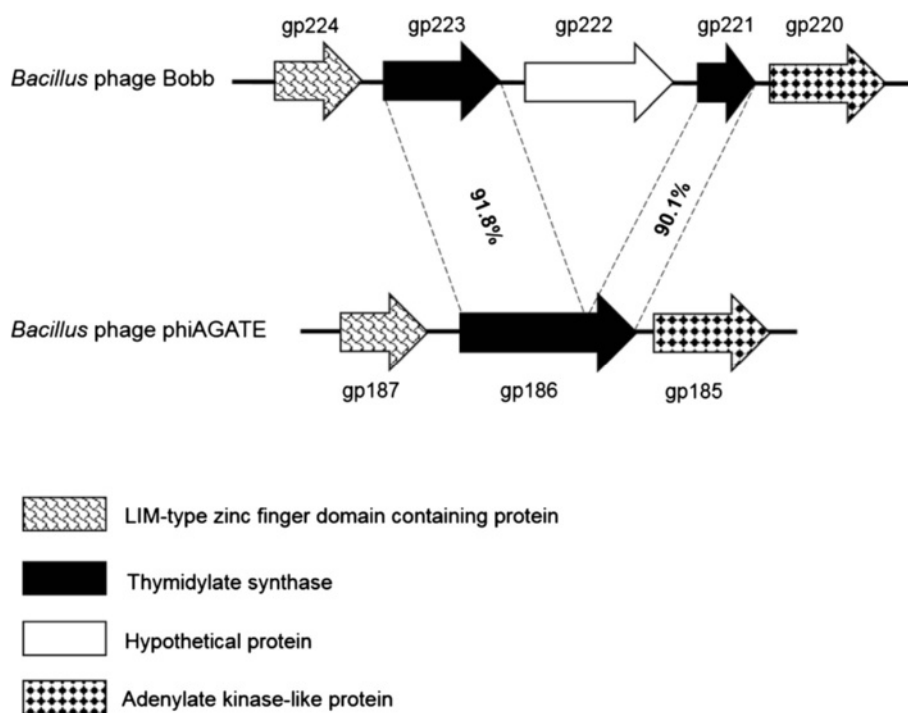 gp224 gp223 gp222 gp221 gp220
Bacillus phage Bobb
91.8%
90.1%
Bacillus phage phiAGATE
gp187 gp186 gp185
LIM-type zinc finger domain containing protein
Thymidylate synthase
Hypothetical protein
Adenylate kinase-like protein